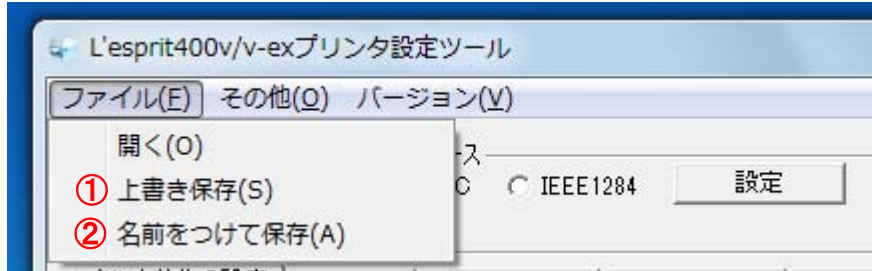 L'esprit400v/v-exプリンタ設定ツール
ファイル(F) その他(O) バージョン(V)
開く(O)
① 上書き保存(S)
② 名前をつけて保存(A)
ース
C IEEE1284 設定